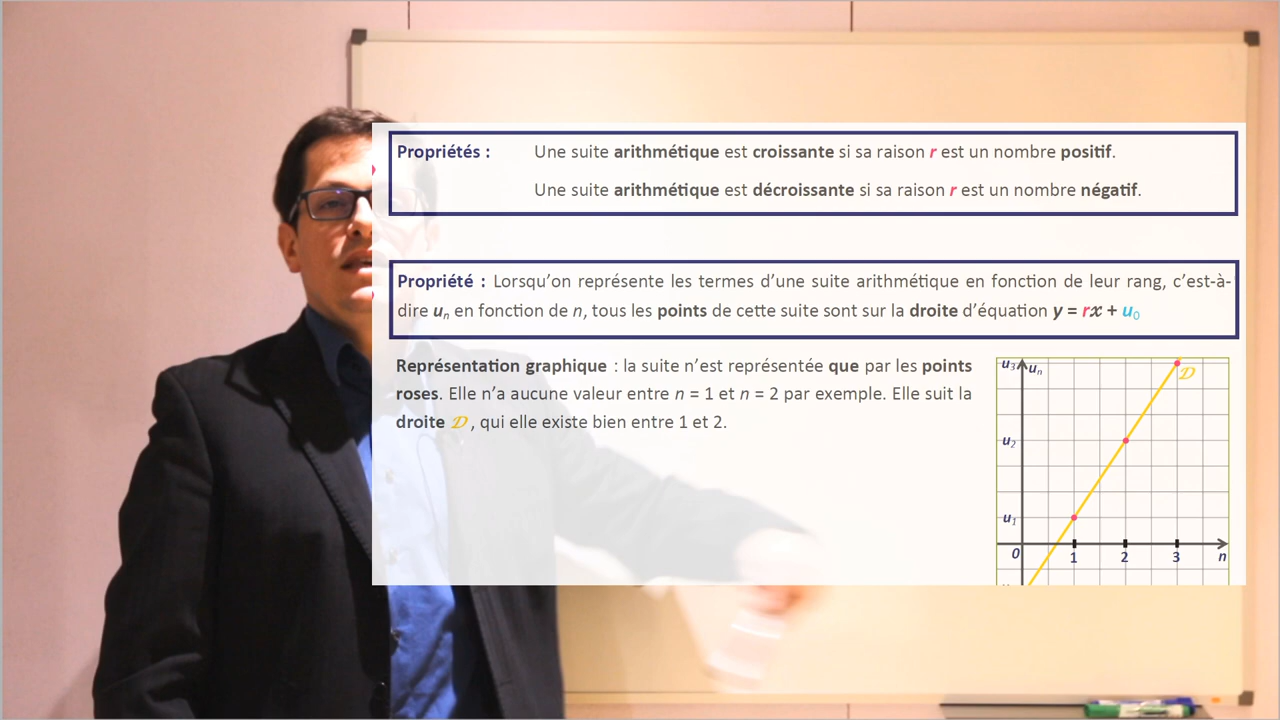 Propriétés : Une suite arithmétique est croissante si sa raison r est un nombre positif.
Une suite arithmétique est décroissante si sa raison r est un nombre négatif.
Propriété : Lorsqu'on représente les termes d'une suite arithmétique en fonction de leur rang, c'est-à-
dire uₙ en fonction de n, tous les points de cette suite sont sur la droite d'équation y = rx + u₀
Représentation graphique : la suite n'est représentée que par les points
roses. Elle n'a aucune valeur entre n = 1 et n = 2 par exemple. Elle suit la
droite 𝒟, qui elle existe bien entre 1 et 2.
u₃ uₙ 𝒟
u₂
u₁
0 1 2 3 n